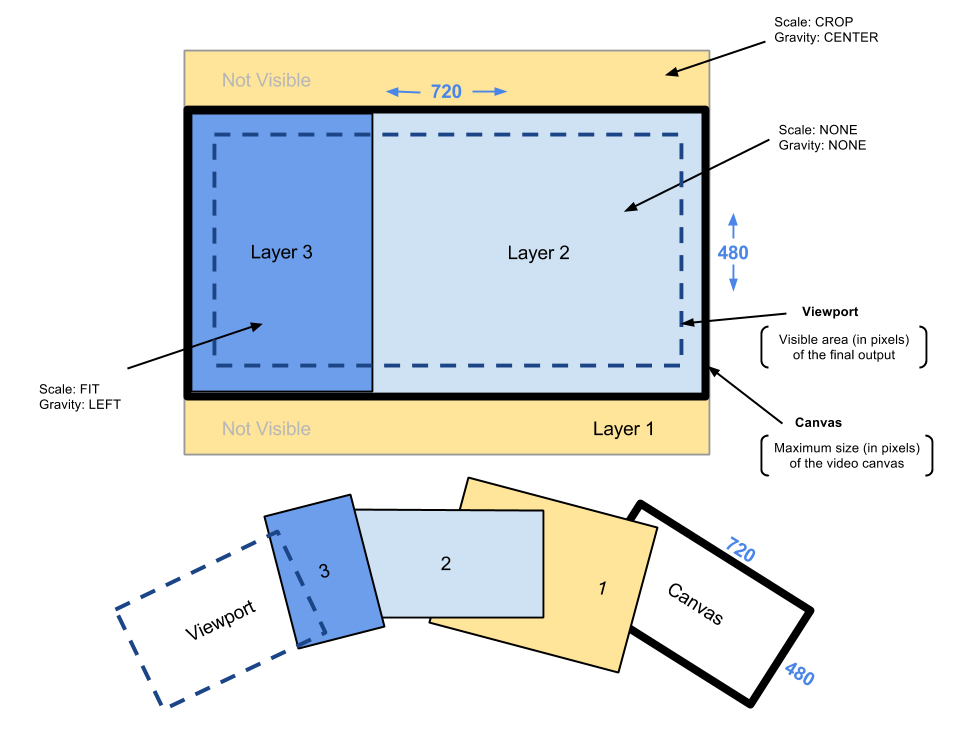 Scale: CROP
Gravity: CENTER
Not Visible
720
Scale: NONE
Gravity: NONE
Layer 3
Layer 2
480
Viewport
Visible area (in pixels)
of the final output
Scale: FIT
Gravity: LEFT
Canvas
Maximum size (in pixels)
of the video canvas
Not Visible
Layer 1
720
3
2
1
Canvas
Viewport
480